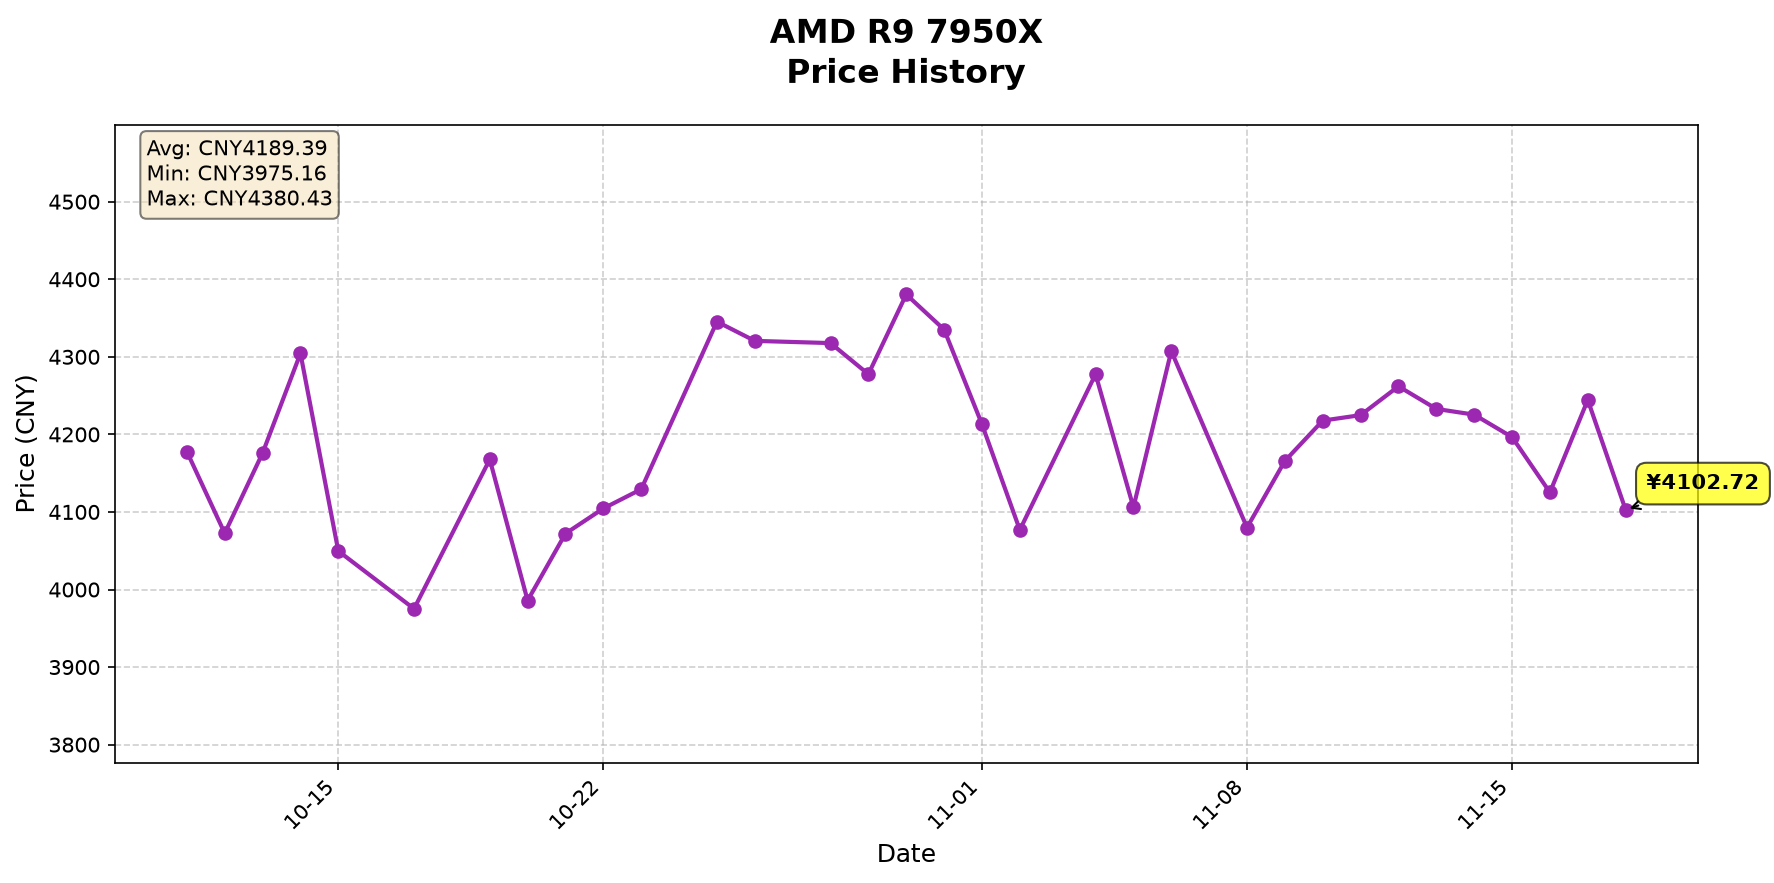 AMD R9 7950X
Price History
Avg: CNY4189.39
Min: CNY3975.16
Max: CNY4380.43
4500
4400
4300
4200
4100
4000
3900
3800
Price (CNY)
¥4102.72
10-15
10-22
11-01
11-08
11-15
Date